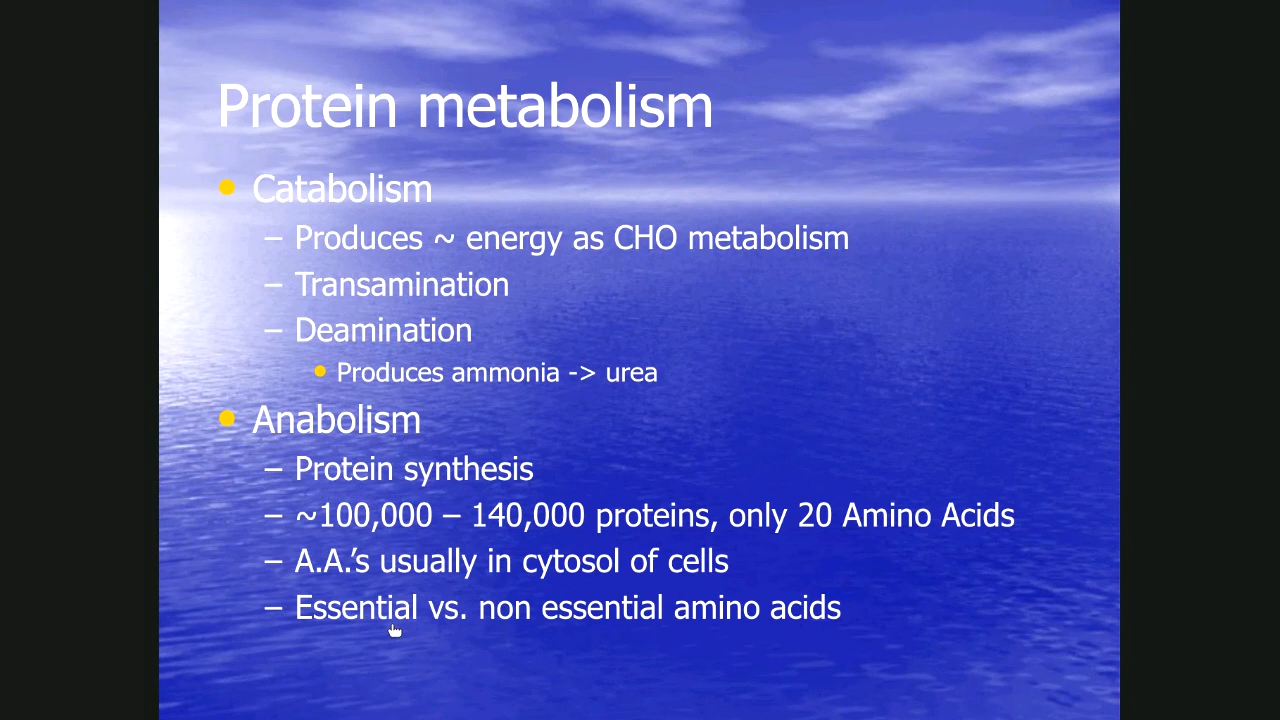 Protein metabolism
• Catabolism
– Produces ~ energy as CHO metabolism
– Transamination
– Deamination
• Produces ammonia -> urea
• Anabolism
– Protein synthesis
– ~100,000 – 140,000 proteins, only 20 Amino Acids
– A.A.’s usually in cytosol of cells
– Essential vs. non essential amino acids